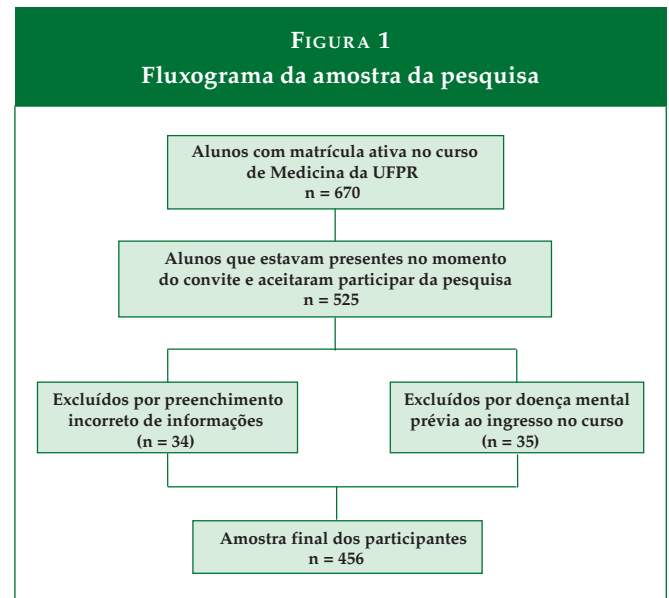 FIGURA 1
Fluxograma da amostra da pesquisa
Alunos com matrícula ativa no curso
de Medicina da UFPR
n = 670
Alunos que estavam presentes no momento
do convite e aceitaram participar da pesquisa
n = 525
Excluídos por preenchimento
incorreto de informações
(n = 34)
Excluídos por doença mental
prévia ao ingresso no curso
(n = 35)
Amostra final dos participantes
n = 456